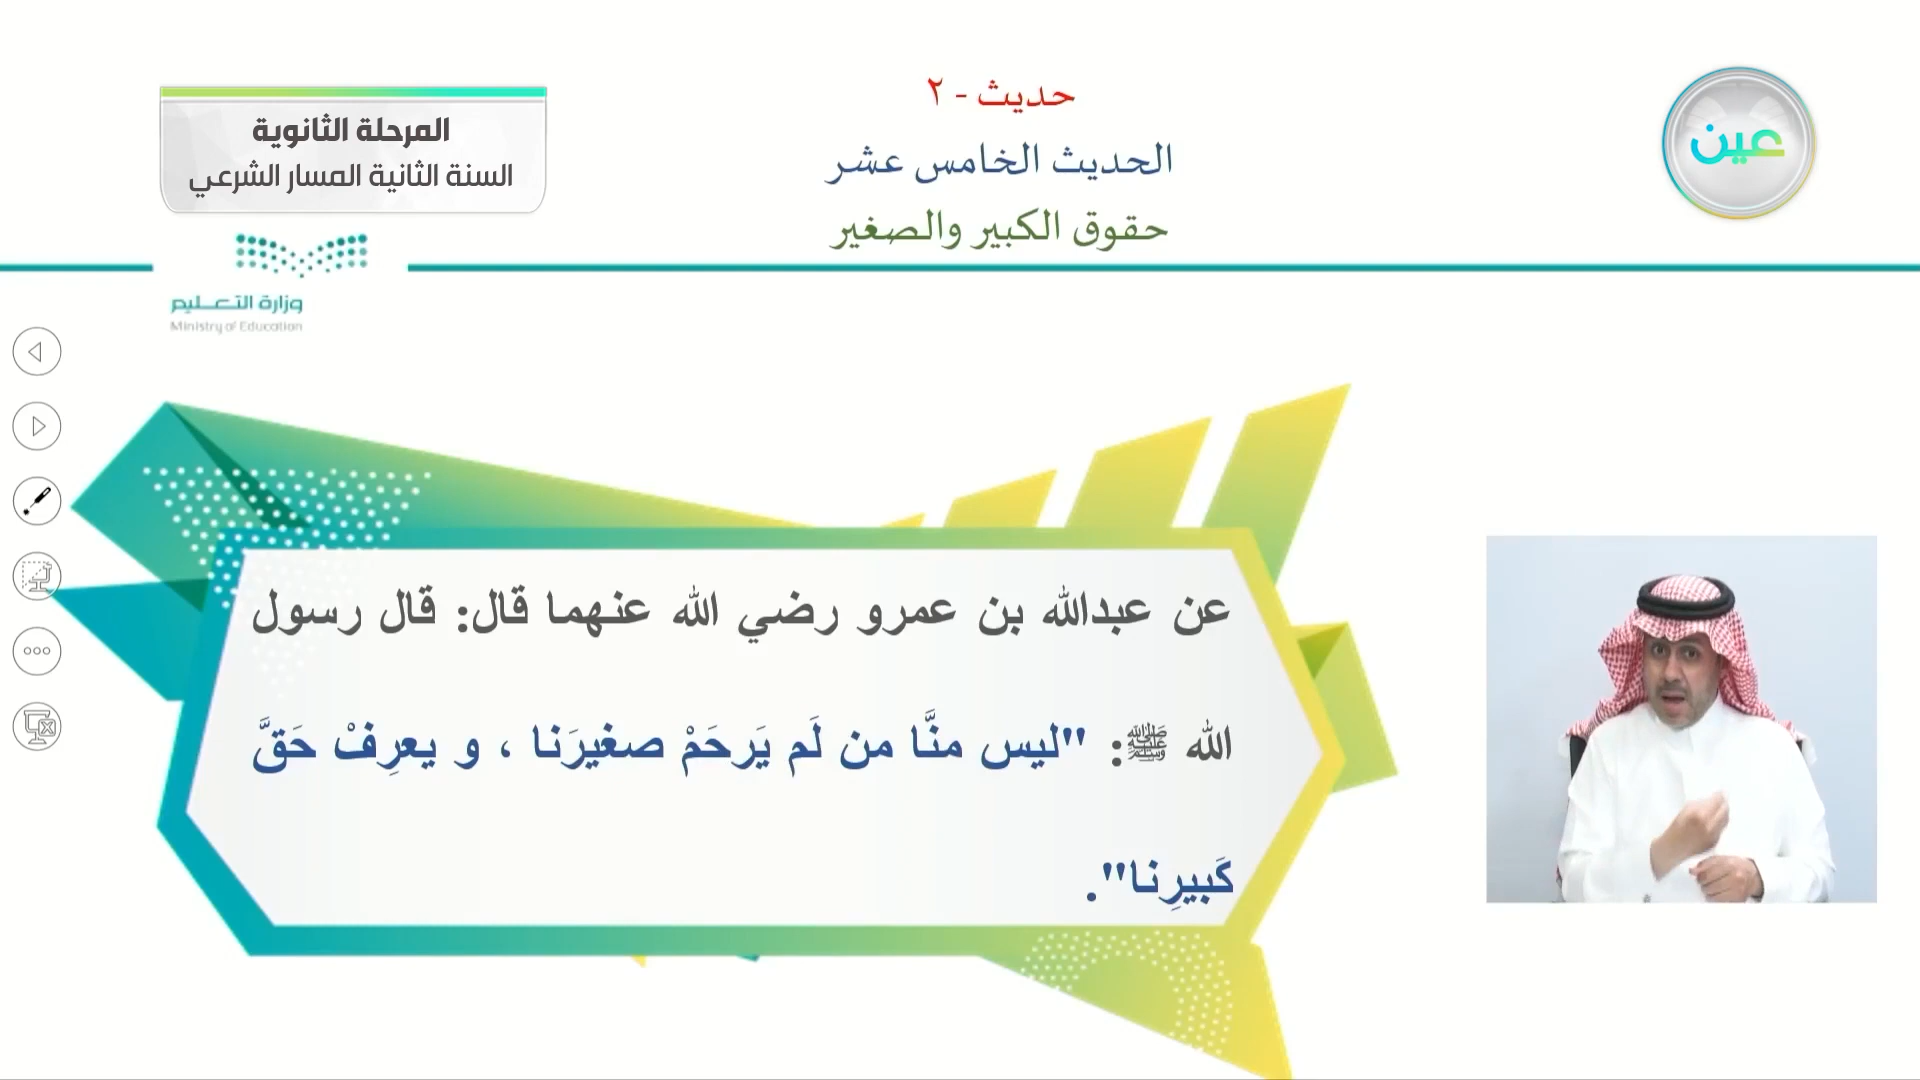 حديث - ٢
الحديث الخامس عشر
حقوق الكبير والصغير
عين
المرحلة الثانوية
السنة الثانية المسار الشرعي
وزارة التعـليم
Ministry of Education
عن عبدالله بن عمرو رضي الله عنهما قال: قال رسول
الله ﷺ: "ليس منَّا من لَم يَرحَمْ صغيرَنا ، و يعرِفْ حَقَّ
كَبيرِنا".